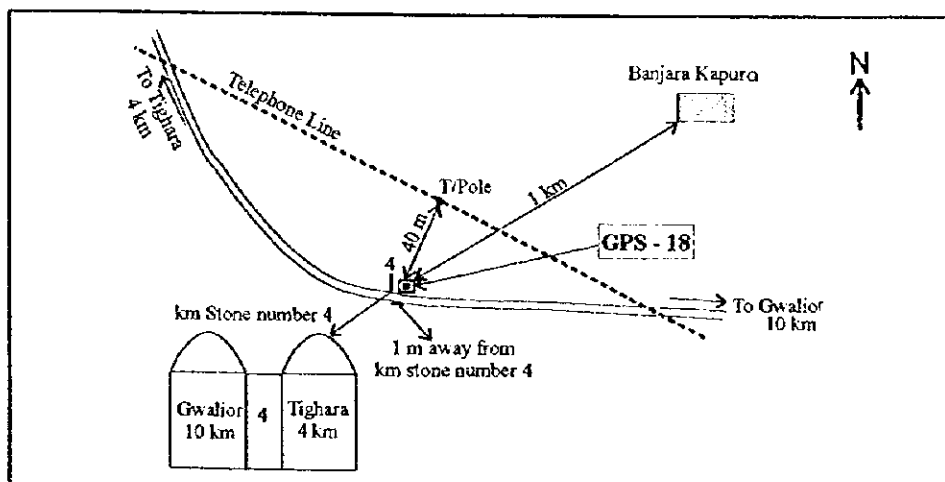 Banjara Kapura
N
To Tighara
4 km
Telephone Line
T/Pole
1 km
40 m
GPS - 18
4
km Stone number 4
To Gwalior
10 km
1 m away from
km stone number 4
Gwalior
10 km
4
Tighara
4 km